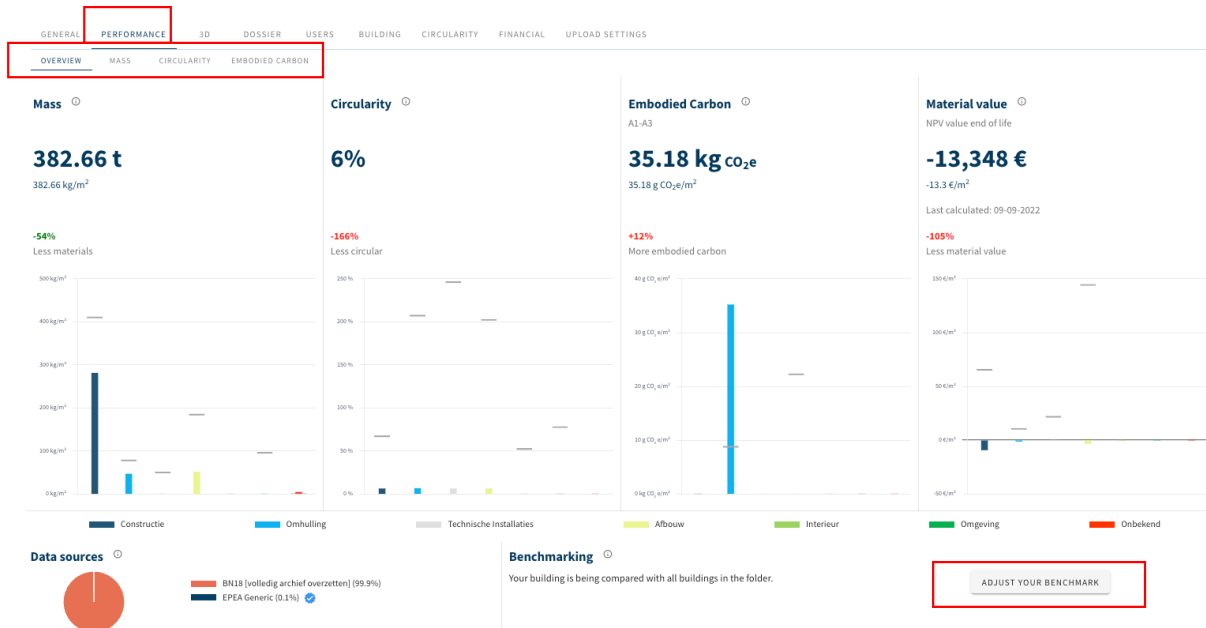 GENERAL PERFORMANCE 3D DOSSIER USERS BUILDING CIRCULARITY FINANCIAL UPLOAD SETTINGS
OVERVIEW MASS CIRCULARITY EMBODIED CARBON
Mass
382.66 t
382.66 kg/m²
-54%
Less materials
500 kg/m²
400 kg/m²
300 kg/m²
200 kg/m²
100 kg/m²
0 kg/m²
Circularity
6%
-166%
Less circular
250 %
200 %
150 %
100 %
50 %
0 %
Embodied Carbon
A1-A3
35.18 kg CO₂e
35.18 g CO₂e/m²
+12%
More embodied carbon
40 g CO₂ e/m²
30 g CO₂ e/m²
20 g CO₂ e/m²
10 g CO₂ e/m²
0 kg CO₂ e/m²
Material value
NPV value end of life
-13,348 €
-13.3 €/m²
Last calculated: 09-09-2022
-105%
Less material value
150 €/m²
100 €/m²
50 €/m²
0 €/m²
-50 €/m²
Constructie Omhulling Technische Installaties Afbouw Interieur Omgeving Onbekend
Data sources
BN18 [volledig archief overzetten] (99.9%)
EPEA Generic (0.1%)
Benchmarking
Your building is being compared with all buildings in the folder.
ADJUST YOUR BENCHMARK